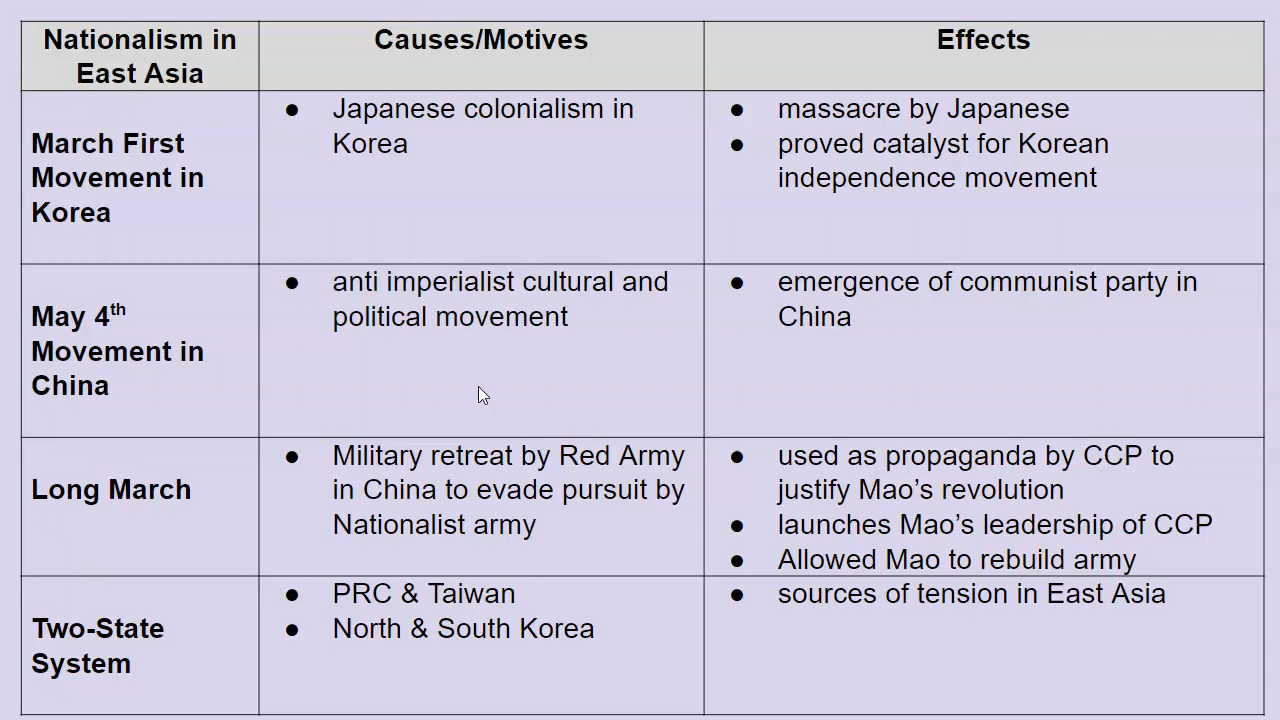 Nationalism in
East Asia
Causes/Motives
Effects
March First
Movement in
Korea
● Japanese colonialism in
Korea
● massacre by Japanese
● proved catalyst for Korean
independence movement
May 4th
Movement in
China
● anti imperialist cultural and
political movement
● emergence of communist party in
China
Long March
● Military retreat by Red Army
in China to evade pursuit by
Nationalist army
● used as propaganda by CCP to
justify Mao’s revolution
● launches Mao’s leadership of CCP
● Allowed Mao to rebuild army
Two-State
System
● PRC & Taiwan
● North & South Korea
● sources of tension in East Asia